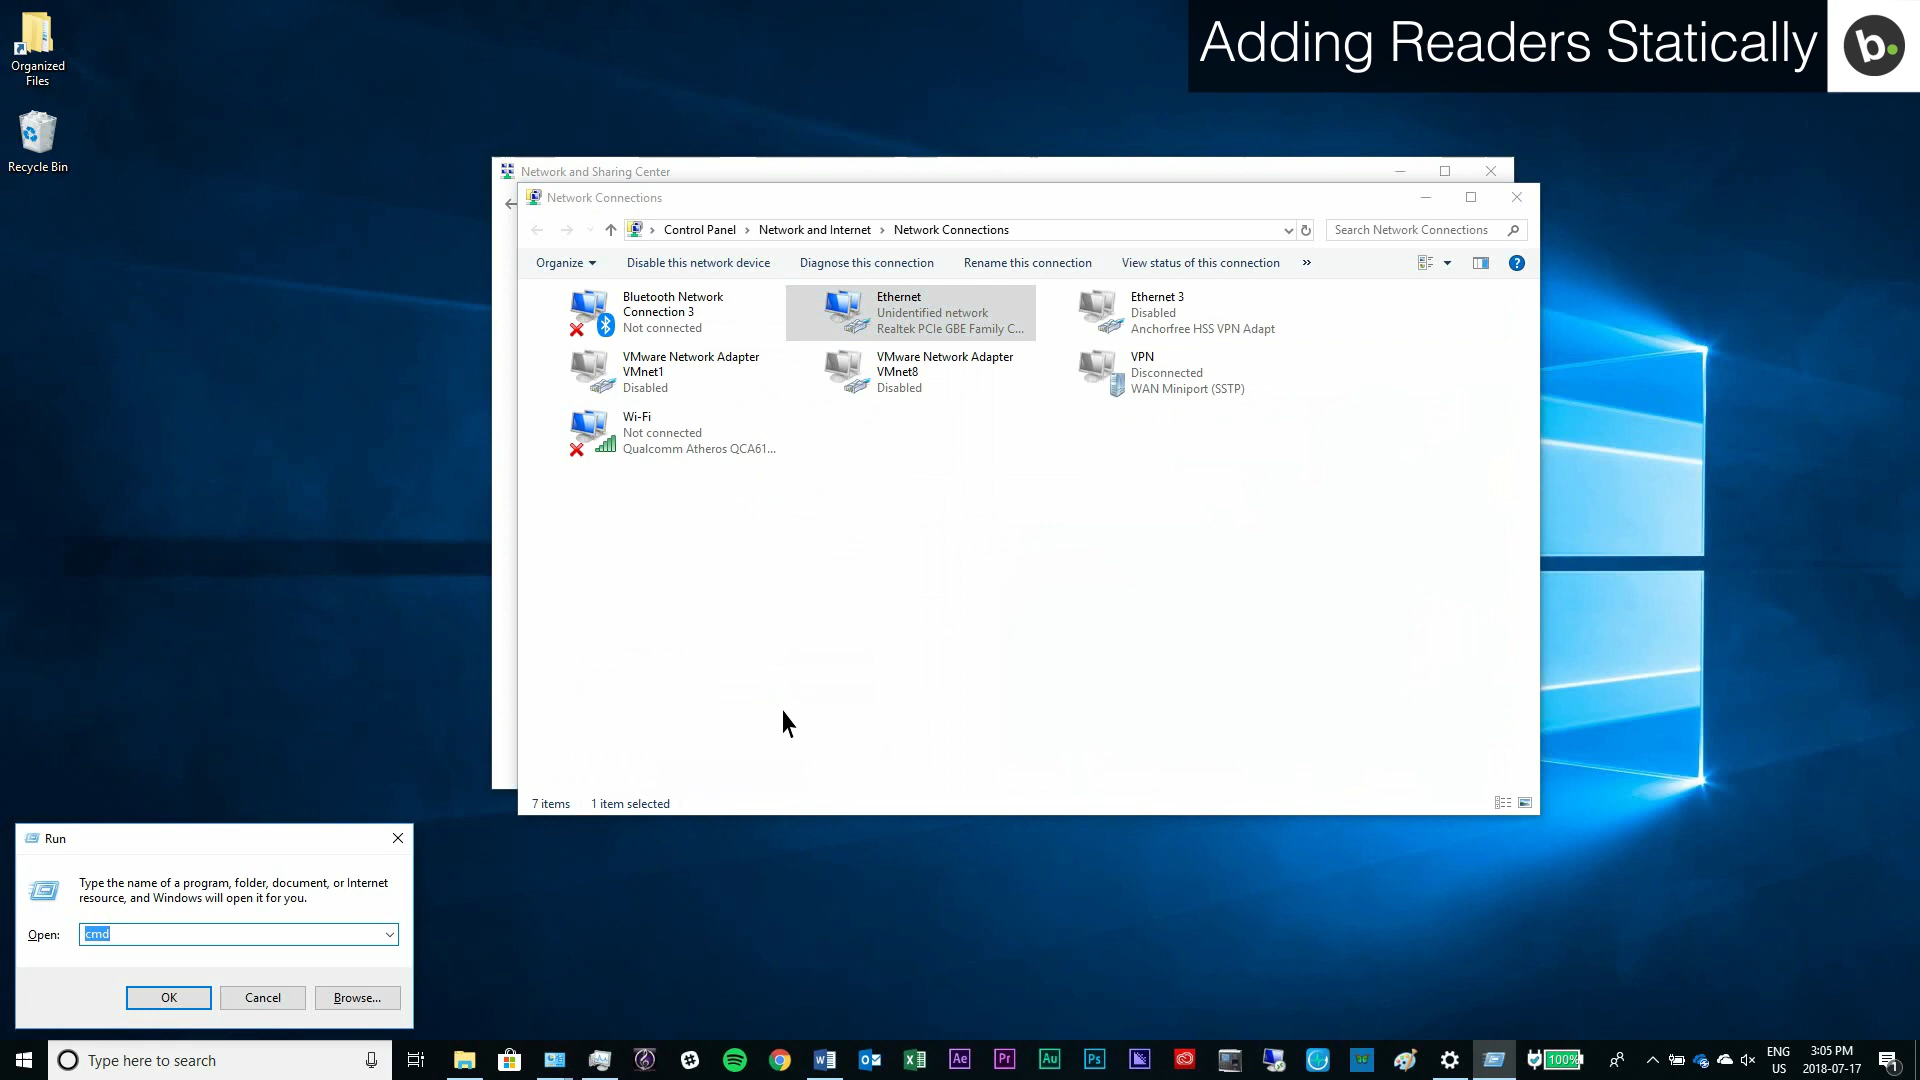 Organized
Files
Recycle Bin
Adding Readers Statically
b.
Network and Sharing Center
Network Connections
Control Panel > Network and Internet > Network Connections
Search Network Connections
Organize
Disable this network device
Diagnose this connection
Rename this connection
View status of this connection
»
Bluetooth Network
Connection 3
Not connected
Ethernet
Unidentified network
Realtek PCIe GBE Family C...
Ethernet 3
Disabled
Anchorfree HSS VPN Adapt
VMware Network Adapter
VMnet1
Disabled
VMware Network Adapter
VMnet8
Disabled
VPN
Disconnected
WAN Miniport (SSTP)
Wi-Fi
Not connected
Qualcomm Atheros QCA61...
7 items
1 item selected
Run
Type the name of a program, folder, document, or Internet
resource, and Windows will open it for you.
Open:
cmd
OK
Cancel
Browse...
Type here to search
Ae
Pr
Au
Ps
100%
ENG
US
3:05 PM
2018-07-17
1